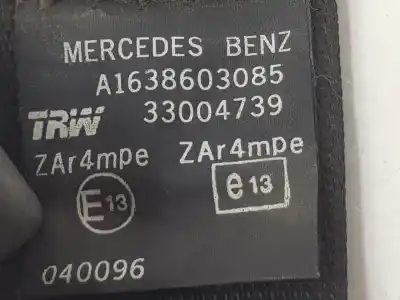 MERCEDES BENZ
A1638603085
TRW 33004739
ZAr4mpe ZAr4mpe
E13 e13
040096